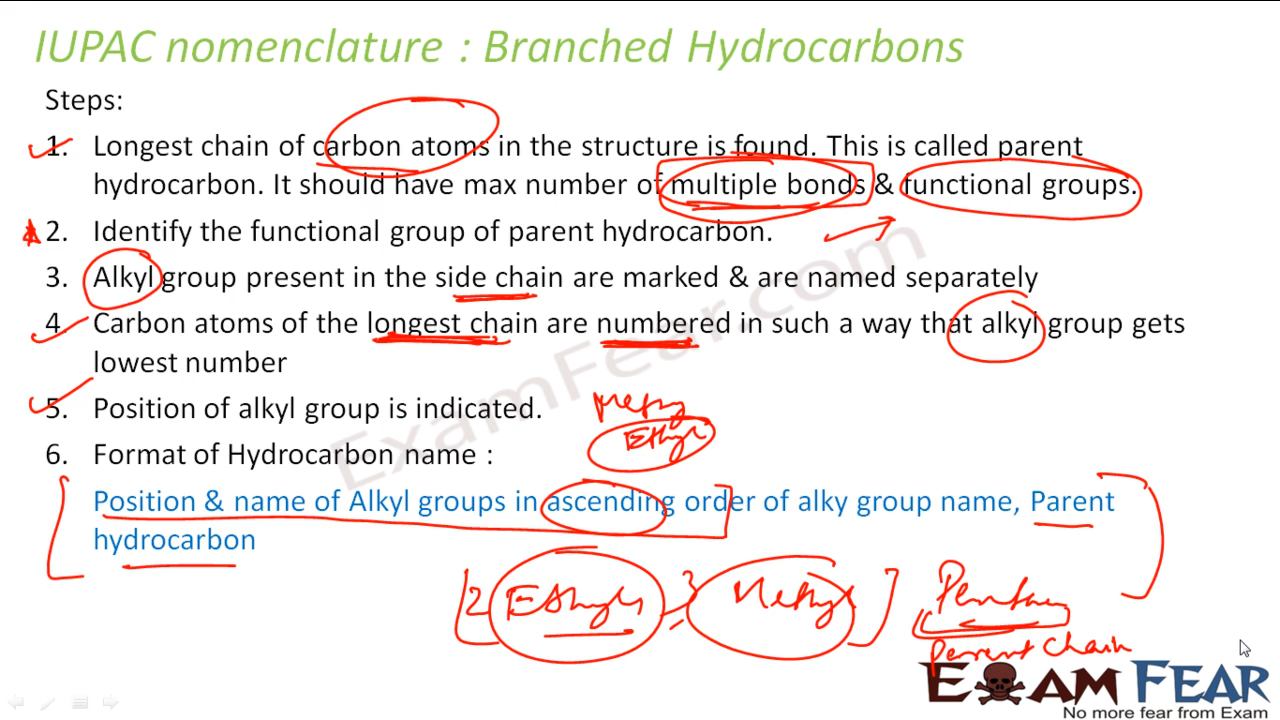 IUPAC nomenclature : Branched Hydrocarbons
Steps:
1. Longest chain of carbon atoms in the structure is found. This is called parent
hydrocarbon. It should have max number of multiple bonds & functional groups.
2. Identify the functional group of parent hydrocarbon.
3. Alkyl group present in the side chain are marked & are named separately
4. Carbon atoms of the longest chain are numbered in such a way that alkyl group gets
lowest number
5. Position of alkyl group is indicated.
Methyl
Ethyl
6. Format of Hydrocarbon name :
Position & name of Alkyl groups in ascending order of alky group name, Parent
hydrocarbon
2 Ethyl, 3 Methyl Pentane
Parent Chain
ExamFear.com
EXAM FEAR
No more fear from Exam